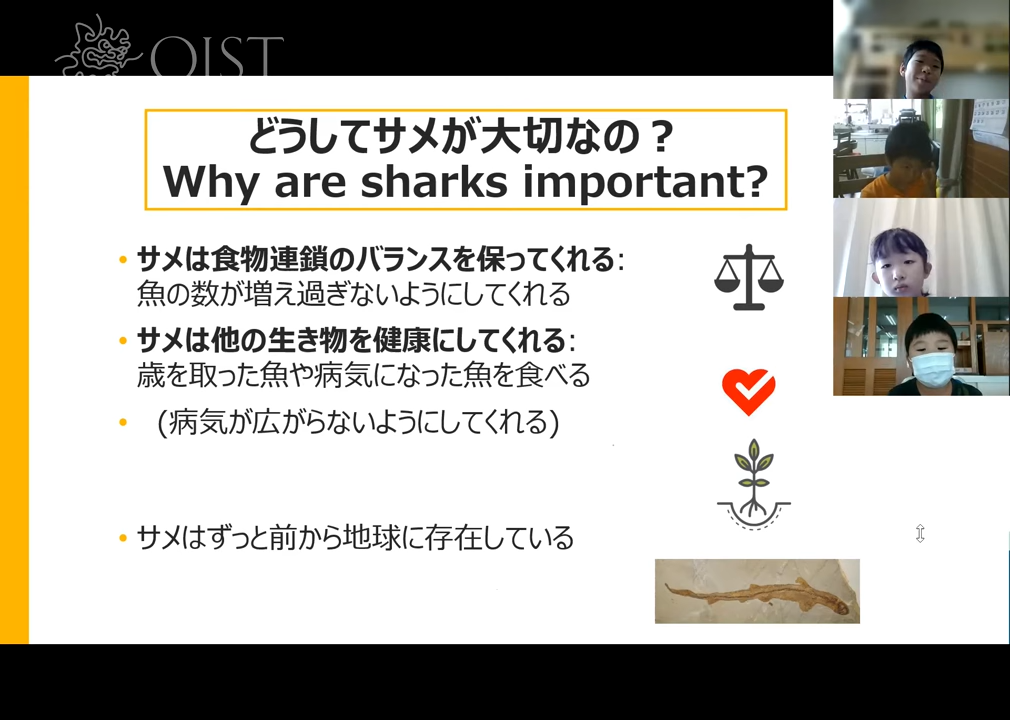 OIST
どうしてサメが大切なの？
Why are sharks important?
• サメは食物連鎖のバランスを保ってくれる:
魚の数が増え過ぎないようにしてくれる
• サメは他の生き物を健康にしてくれる:
歳を取った魚や病気になった魚を食べる
• (病気が広がらないようにしてくれる)
• サメはずっと前から地球に存在している